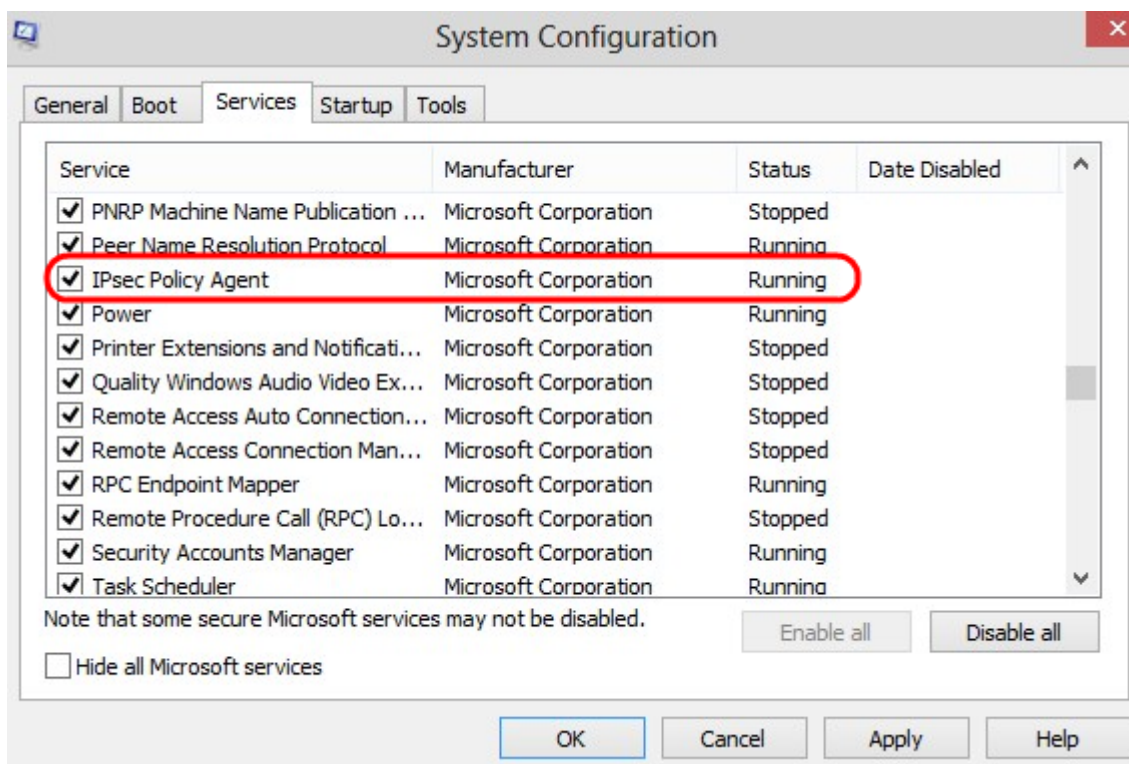 System Configuration
General Boot Services Startup Tools
Service Manufacturer Status Date Disabled
PNRP Machine Name Publication ... Microsoft Corporation Stopped
Peer Name Resolution Protocol Microsoft Corporation Running
IPsec Policy Agent Microsoft Corporation Running
Power Microsoft Corporation Running
Printer Extensions and Notificati... Microsoft Corporation Stopped
Quality Windows Audio Video Ex... Microsoft Corporation Stopped
Remote Access Auto Connection... Microsoft Corporation Stopped
Remote Access Connection Man... Microsoft Corporation Stopped
RPC Endpoint Mapper Microsoft Corporation Running
Remote Procedure Call (RPC) Lo... Microsoft Corporation Stopped
Security Accounts Manager Microsoft Corporation Running
Task Scheduler Microsoft Corporation Running
Note that some secure Microsoft services may not be disabled.
Enable all Disable all
Hide all Microsoft services
OK Cancel Apply Help